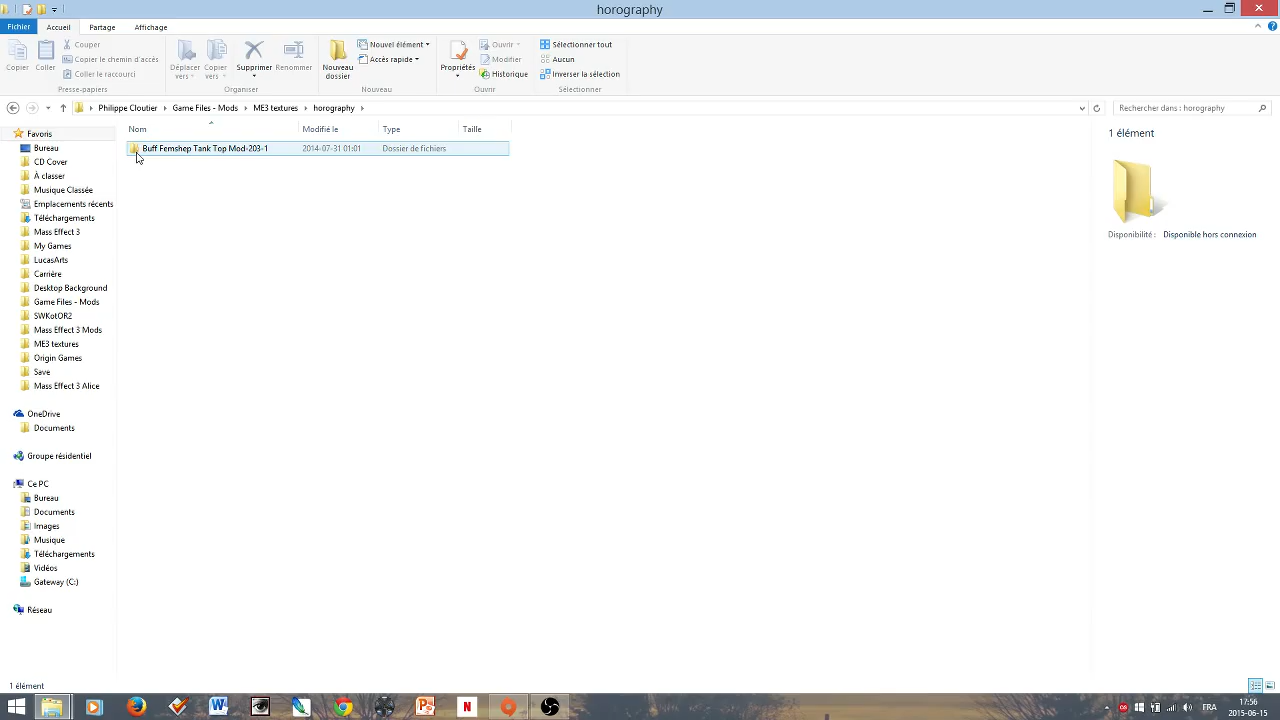 horography
Fichier Accueil Partage Affichage
Copier
Coller
Couper
Copier le chemin d'accès
Coller le raccourci
Presse-papiers
Déplacer vers
Copier vers
Supprimer
Renommer
Organiser
Nouveau dossier
Nouvel élément
Accès rapide
Nouveau
Propriétés
Ouvrir
Modifier
Historique
Ouvrir
Sélectionner tout
Aucun
Inverser la sélection
Sélectionner
Philippe Cloutier Game Files - Mods ME3 textures horography
Rechercher dans : horography
Nom Modifié le Type Taille
Buff Femshep Tank Top Mod-203-1 2014-07-31 01:01 Dossier de fichiers
Favoris
Bureau
CD Cover
À classer
Musique Classée
Emplacements récents
Téléchargements
Mass Effect 3
My Games
LucasArts
Carrière
Desktop Background
Game Files - Mods
SWKotOR2
Mass Effect 3 Mods
ME3 textures
Origin Games
Save
Mass Effect 3 Alice
OneDrive
Documents
Groupe résidentiel
Ce PC
Bureau
Documents
Images
Musique
Téléchargements
Vidéos
Gateway (C:)
Réseau
1 élément
Disponibilité : Disponible hors connexion
1 élément
FRA
17:56
2015-06-15